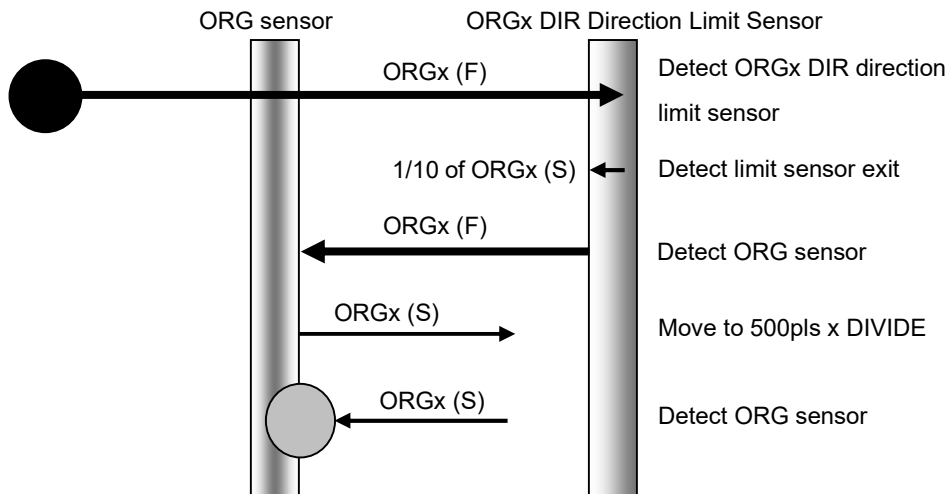 ORG sensor
ORGx DIR Direction Limit Sensor
ORGx (F)
Detect ORGx DIR direction
limit sensor
1/10 of ORGx (S)
Detect limit sensor exit
ORGx (F)
Detect ORG sensor
ORGx (S)
Move to 500pls x DIVIDE
ORGx (S)
Detect ORG sensor